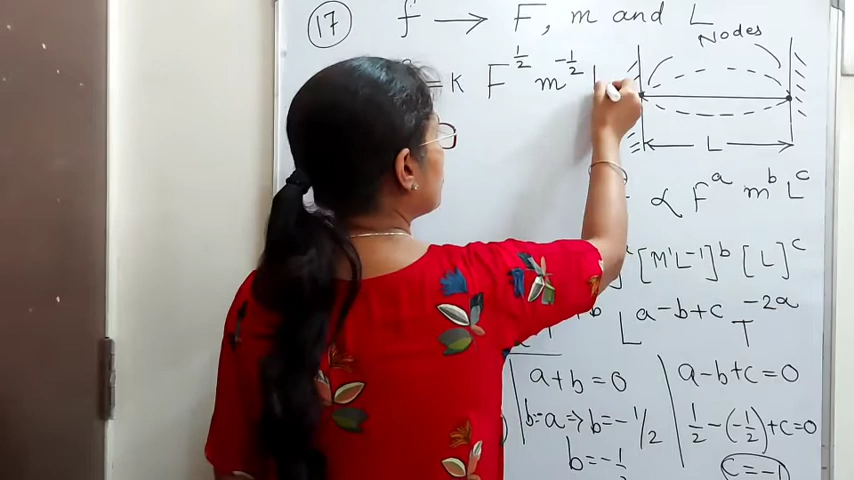 17 f → F, m and L
Nodes
= K F^{1/2} m^{-1/2} L
L
∝ F^a m^b L^c
[M¹L⁻¹]^b [L]^c
L^{a-b+c} T^{-2a}
a+b=0
a-b+c=0
b=a ⇒ b=-1/2
1/2-(-1/2)+c=0
b=-1/2
c=-1